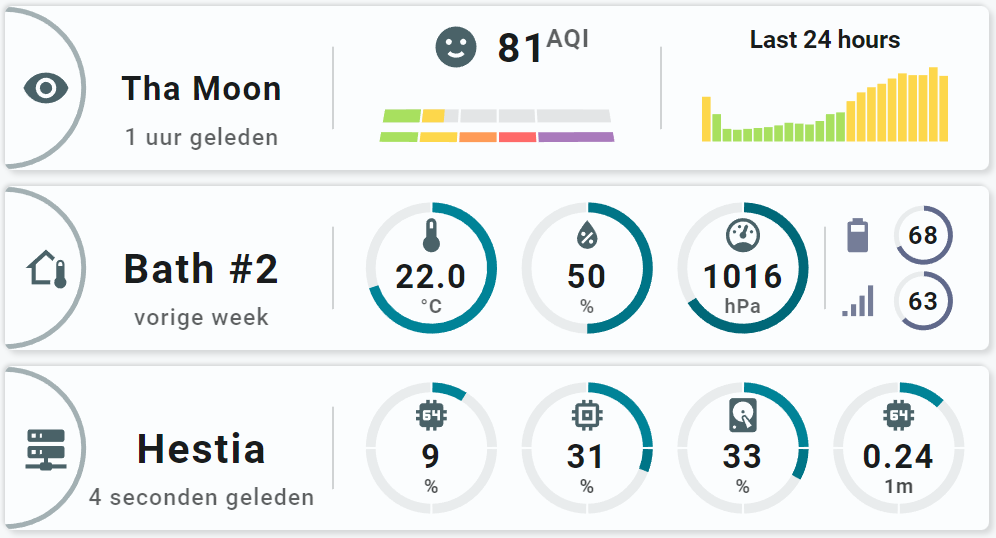 Tha Moon
1 uur geleden
81 AQI
Last 24 hours
Bath #2
vorige week
22.0
°C
50
%
1016
hPa
68
63
Hestia
4 seconden geleden
64
9
%
31
%
33
%
64
0.24
1m